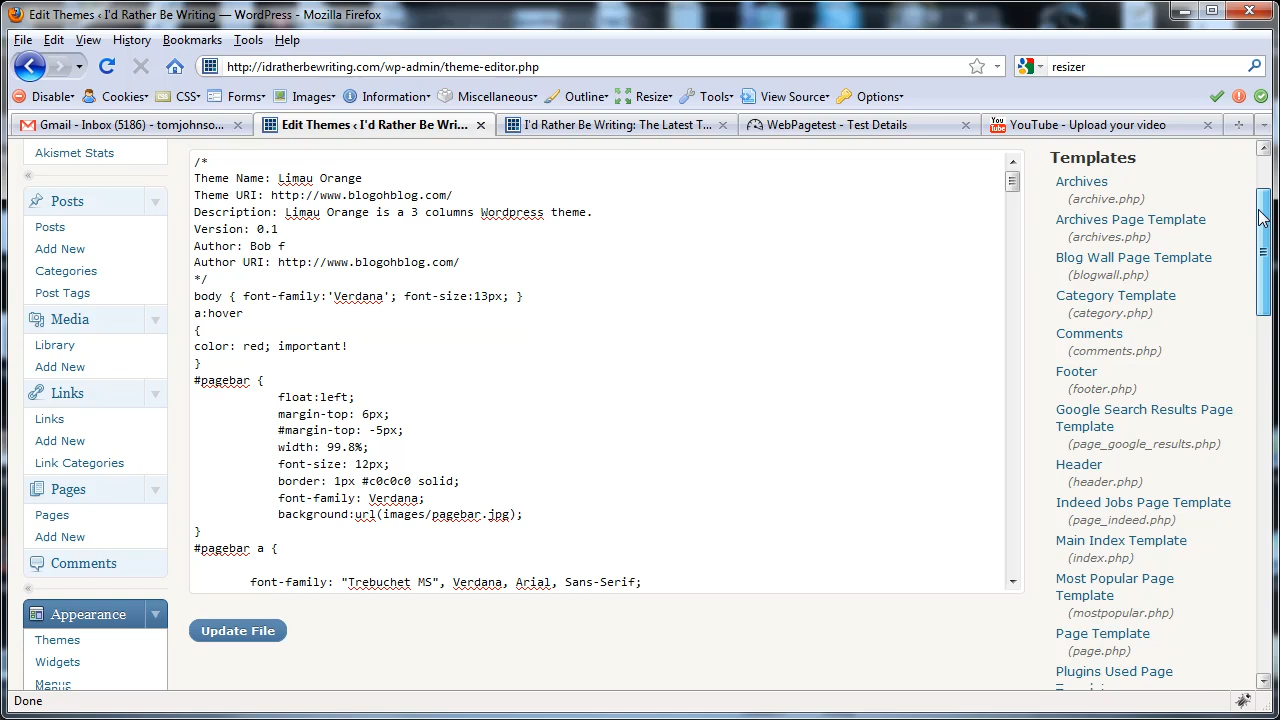 Edit Themes ‹ I'd Rather Be Writing — WordPress - Mozilla Firefox
File Edit View History Bookmarks Tools Help
http://idratherbewriting.com/wp-admin/theme-editor.php
resizer
Disable Cookies CSS Forms Images Information Miscellaneous Outline Resize Tools View Source Options
Gmail - Inbox (5186) - tomjohnso...
Edit Themes ‹ I'd Rather Be Wri...
I'd Rather Be Writing: The Latest T...
WebPagetest - Test Details
YouTube - Upload your video
Akismet Stats
Posts
Posts
Add New
Categories
Post Tags
Media
Library
Add New
Links
Links
Add New
Link Categories
Pages
Pages
Add New
Comments
Appearance
Themes
Widgets
Menus
/*
Theme Name: Limau Orange
Theme URI: http://www.blogohblog.com/
Description: Limau Orange is a 3 columns Wordpress theme.
Version: 0.1
Author: Bob f
Author URI: http://www.blogohblog.com/
*/
body { font-family:'Verdana'; font-size:13px; }
a:hover
{
color: red; important!
}
#pagebar {
float:left;
margin-top: 6px;
#margin-top: -5px;
width: 99.8%;
font-size: 12px;
border: 1px #c0c0c0 solid;
font-family: Verdana;
background:url(images/pagebar.jpg);
}
#pagebar a {
font-family: "Trebuchet MS", Verdana, Arial, Sans-Serif;
Update File
Templates
Archives
(archive.php)
Archives Page Template
(archives.php)
Blog Wall Page Template
(blogwall.php)
Category Template
(category.php)
Comments
(comments.php)
Footer
(footer.php)
Google Search Results Page
Template
(page_google_results.php)
Header
(header.php)
Indeed Jobs Page Template
(page_indeed.php)
Main Index Template
(index.php)
Most Popular Page
Template
(mostpopular.php)
Page Template
(page.php)
Plugins Used Page
Done